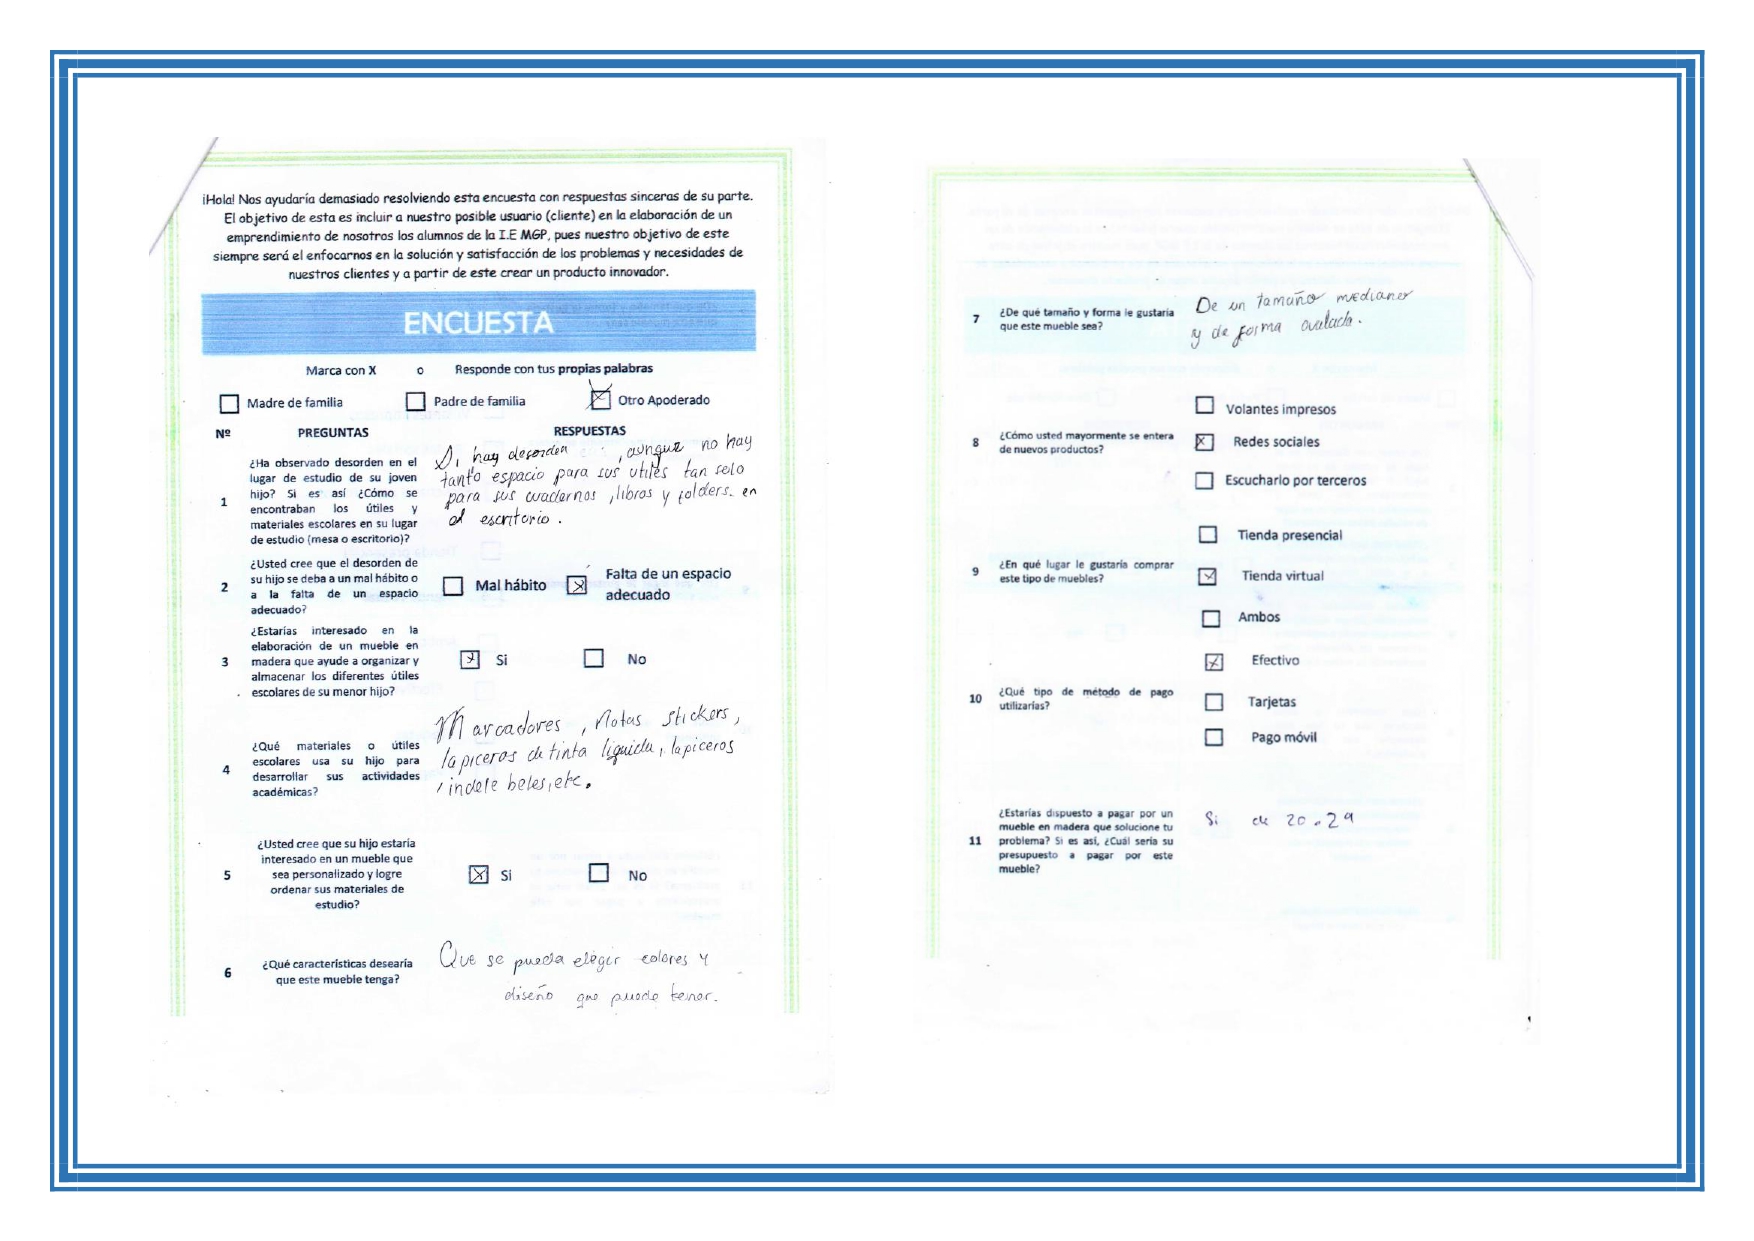 ¡Hola! Nos ayudaría demasiado resolviendo esta encuesta con respuestas sinceras de su parte.
El objetivo de esta es incluir a nuestro posible usuario (cliente) en la elaboración de un
emprendimiento de nosotros los alumnos de la I.E MGP, pues nuestro objetivo de este
siempre será el enfocarnos en la solución y satisfacción de los problemas y necesidades de
nuestros clientes y a partir de este crear un producto innovador.
ENCUESTA
Marca con X o Responde con tus propias palabras
Madre de familia Padre de familia Otro Apoderado
Nº PREGUNTAS RESPUESTAS
1
¿Ha observado desorden en el
lugar de estudio de su joven
hijo? Si es así ¿Cómo se
encontraban los útiles y
materiales escolares en su lugar
de estudio (mesa o escritorio)?
Si hay desorden, aunque no hay
tanto espacio para sus utiles tan solo
para sus cuadernos, libros y folders. en
el escritorio.
2
¿Usted cree que el desorden de
su hijo se deba a un mal hábito o
a la falta de un espacio
adecuado?
Mal hábito
Falta de un espacio
adecuado
3
¿Estarías interesado en la
elaboración de un mueble en
madera que ayude a organizar y
almacenar los diferentes útiles
escolares de su menor hijo?
Si No
4
¿Qué materiales o útiles
escolares usa su hijo para
desarrollar sus actividades
académicas?
Marcadores, Notas stickers,
lapiceros de tinta liquida, lapiceros
indelebeles, etc.
5
¿Usted cree que su hijo estaría
interesado en un mueble que
sea personalizado y logre
ordenar sus materiales de
estudio?
Si No
6
¿Qué características desearía
que este mueble tenga?
Que se pueda elegir colores y
diseño que puede tener.
7
¿De qué tamaño y forma le gustaría
que este mueble sea?
De un tamaño medianer
y de forma ovalada.
8
¿Cómo usted mayormente se entera
de nuevos productos?
Volantes impresos
Redes sociales
Escucharlo por terceros
9
¿En qué lugar le gustaría comprar
este tipo de muebles?
Tienda presencial
Tienda virtual
Ambos
10
¿Qué tipo de método de pago
utilizarías?
Efectivo
Tarjetas
Pago móvil
11
¿Estarías dispuesto a pagar por un
mueble en madera que solucione tu
problema? Si es así, ¿Cuál sería su
presupuesto a pagar por este
mueble?
Si de 20.29